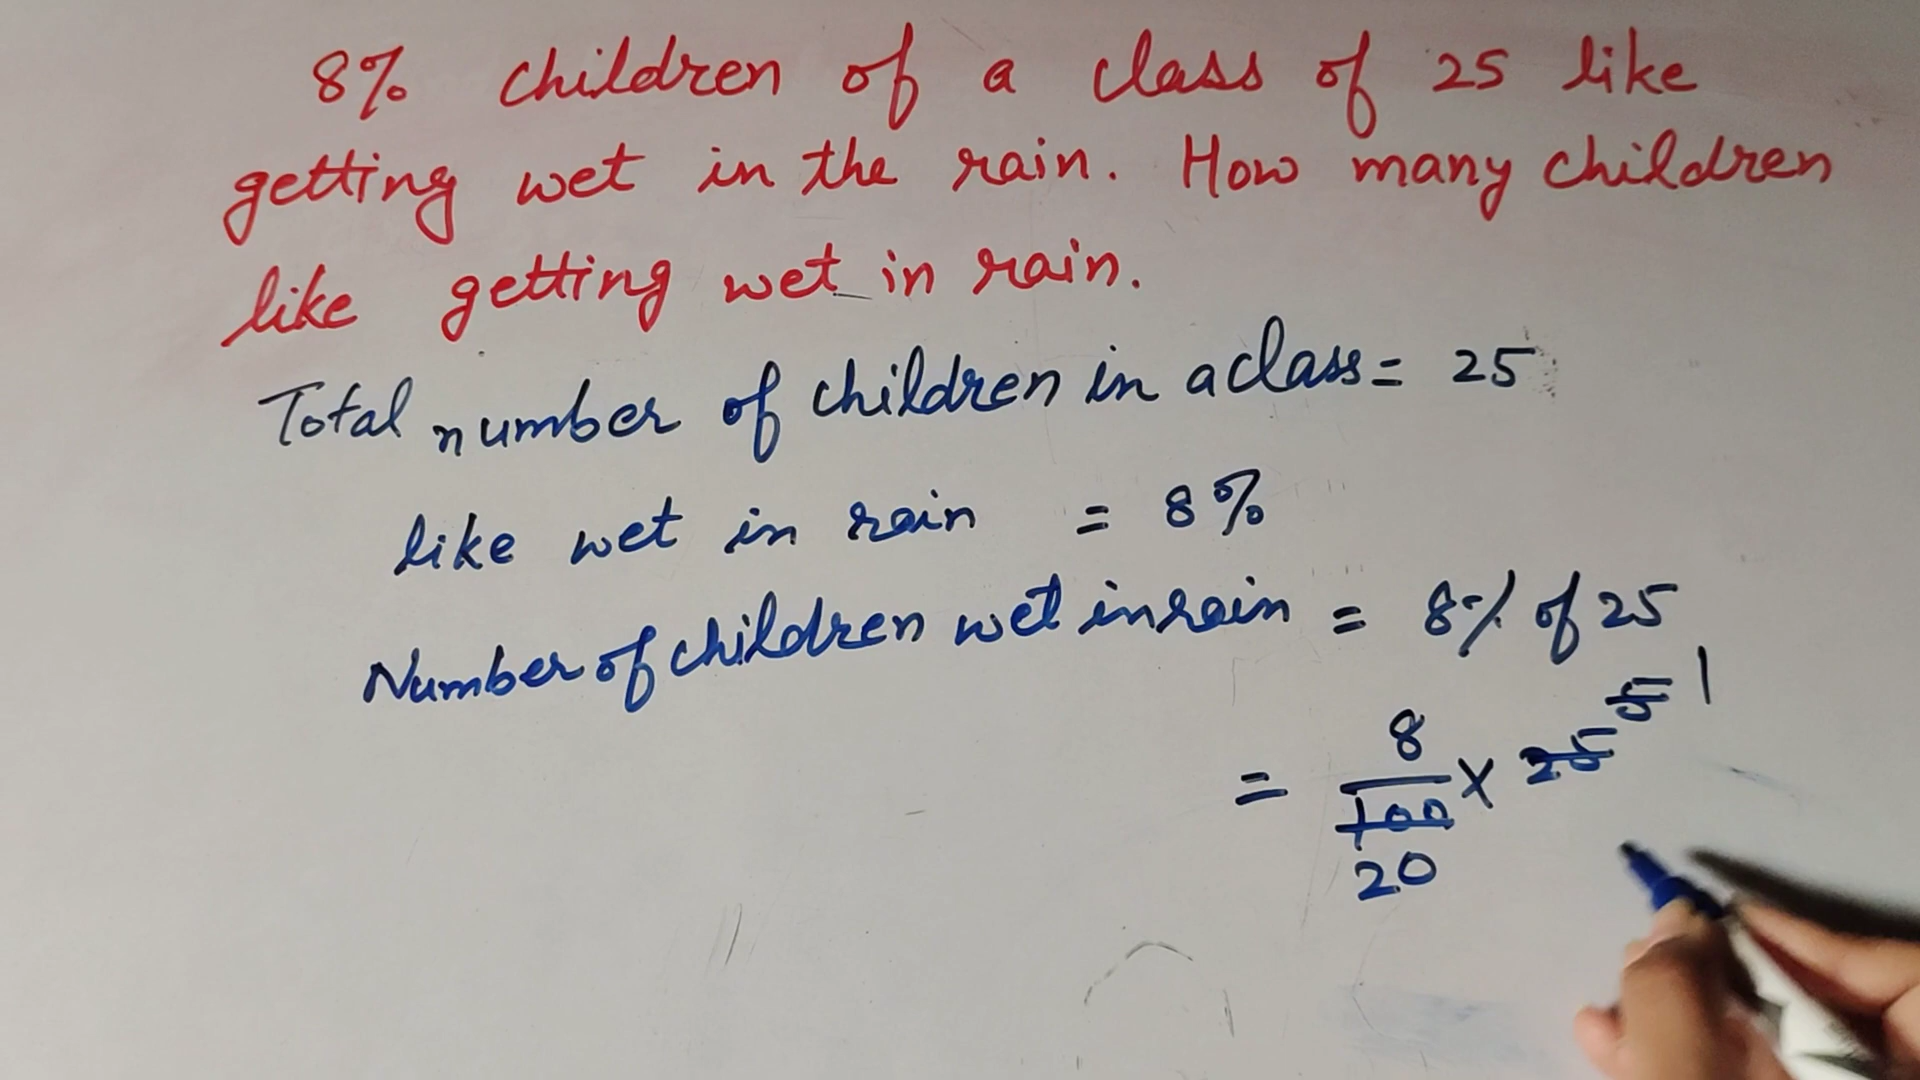 8% children of a class of 25 like
getting wet in the rain. How many children
like getting wet in rain.
Total number of children in a class = 25
like wet in rain = 8%
Number of children wet in rain = 8% of 25
= 8/100 × 25 5 1
20